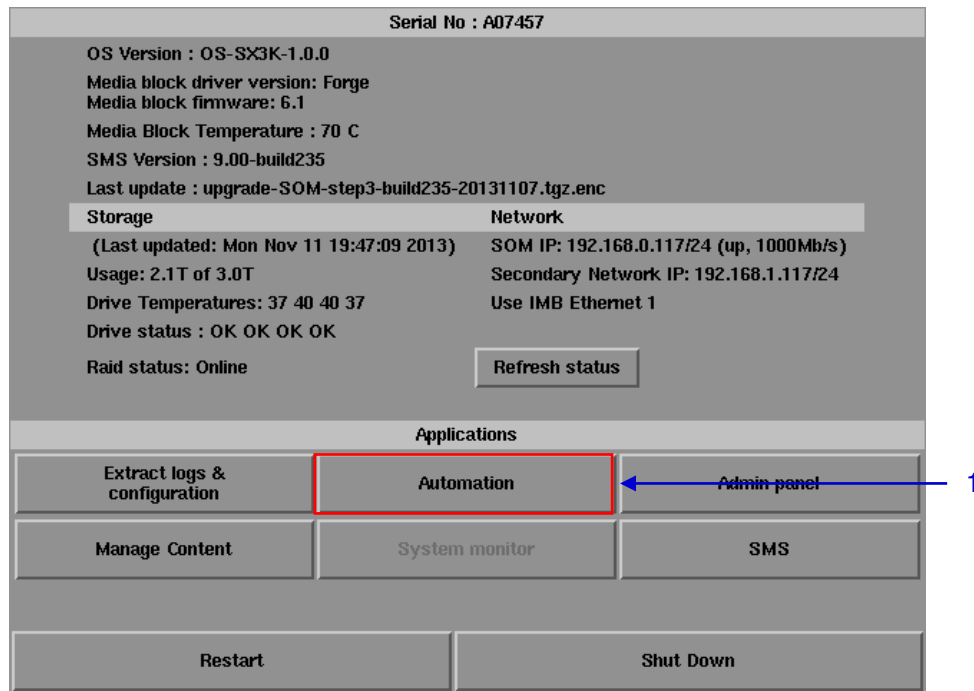 Serial No : A07457
OS Version : OS-SX3K-1.0.0
Media block driver version: Forge
Media block firmware: 6.1
Media Block Temperature : 70 C
SMS Version : 9.00-build235
Last update : upgrade-SOM-step3-build235-20131107.tgz.enc
Storage
(Last updated: Mon Nov 11 19:47:09 2013)
Usage: 2.1T of 3.0T
Drive Temperatures: 37 40 40 37
Drive status : OK OK OK OK
Raid status: Online
Network
SOM IP: 192.168.0.117/24 (up, 1000Mb/s)
Secondary Network IP: 192.168.1.117/24
Use IMB Ethernet 1
Refresh status
Applications
Extract logs &
configuration
Automation
Admin panel
1
Manage Content
System monitor
SMS
Restart
Shut Down